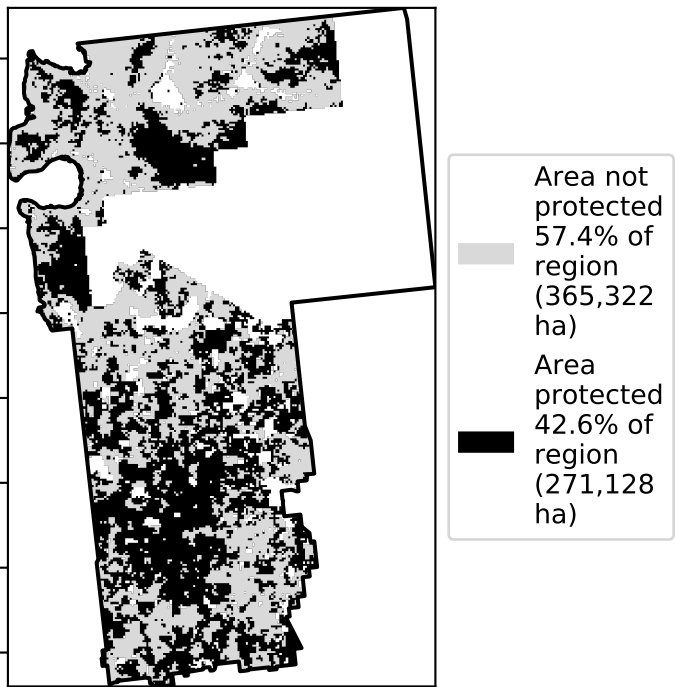 Area not
protected
57.4% of
region
(365,322
ha)
Area
protected
42.6% of
region
(271,128
ha)